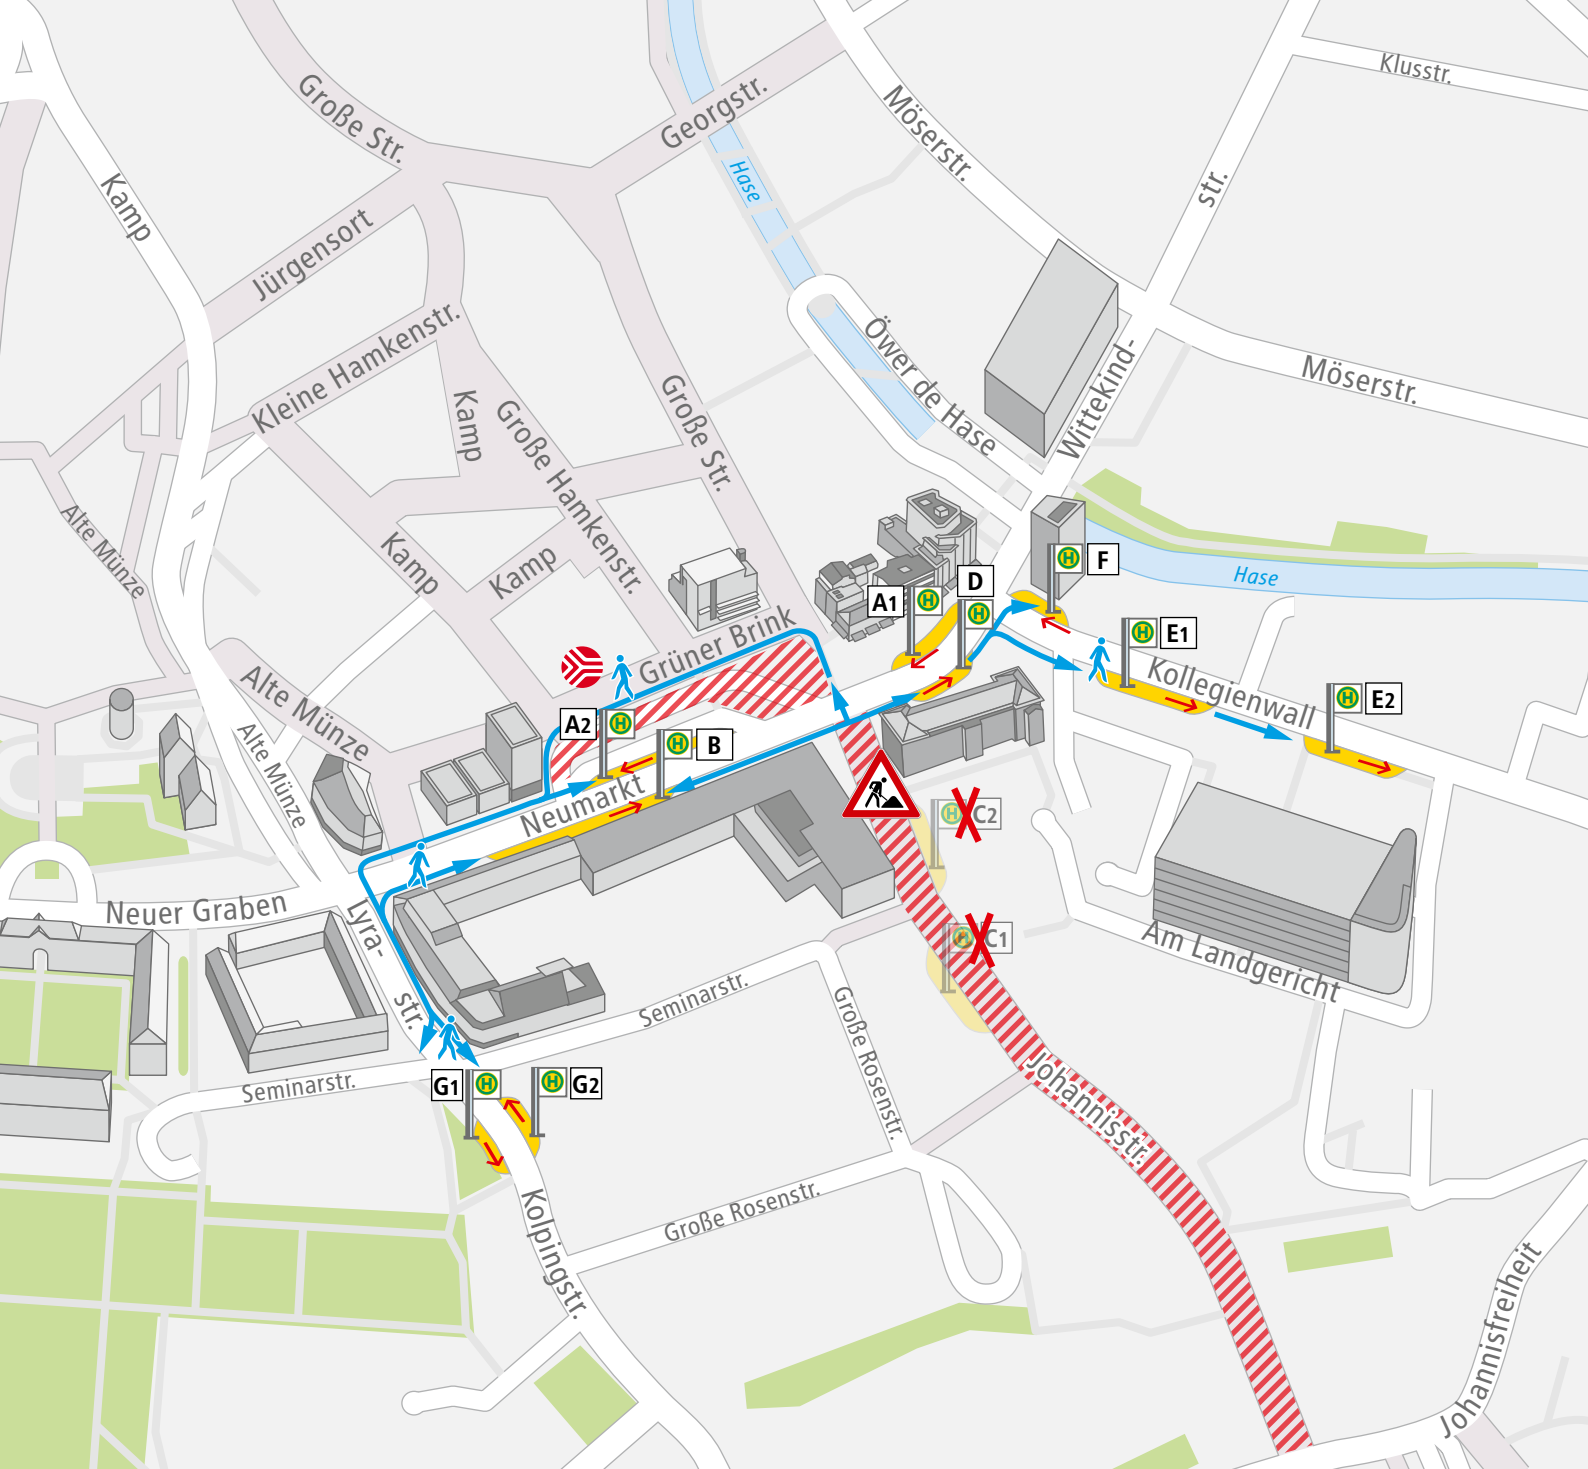 Klusstr.
Große Str.
Georgstr.
Möserstr.
Hase
str.
Kamp
Jürgensort
Kleine Hamkenstr.
Öwer de Hase
Wittekind-
Möserstr.
Kamp
Große Hamkenstr.
Große Str.
Alte Münze
Kamp
Kamp
Hase
H
F
D
A1
H
H
H
E1
Grüner Brink
Kollegienwall
Alte Münze
H
E2
A2
H
H
B
Alte Münze
Neumarkt
H
C2
Neuer Graben
Lyra-
str.
H
C1
Am Landgericht
Seminarstr.
Große Rosenstr.
Seminarstr.
G1
H
H
G2
Johannisstr.
Kolpingstr.
Große Rosenstr.
Johannisfreiheit